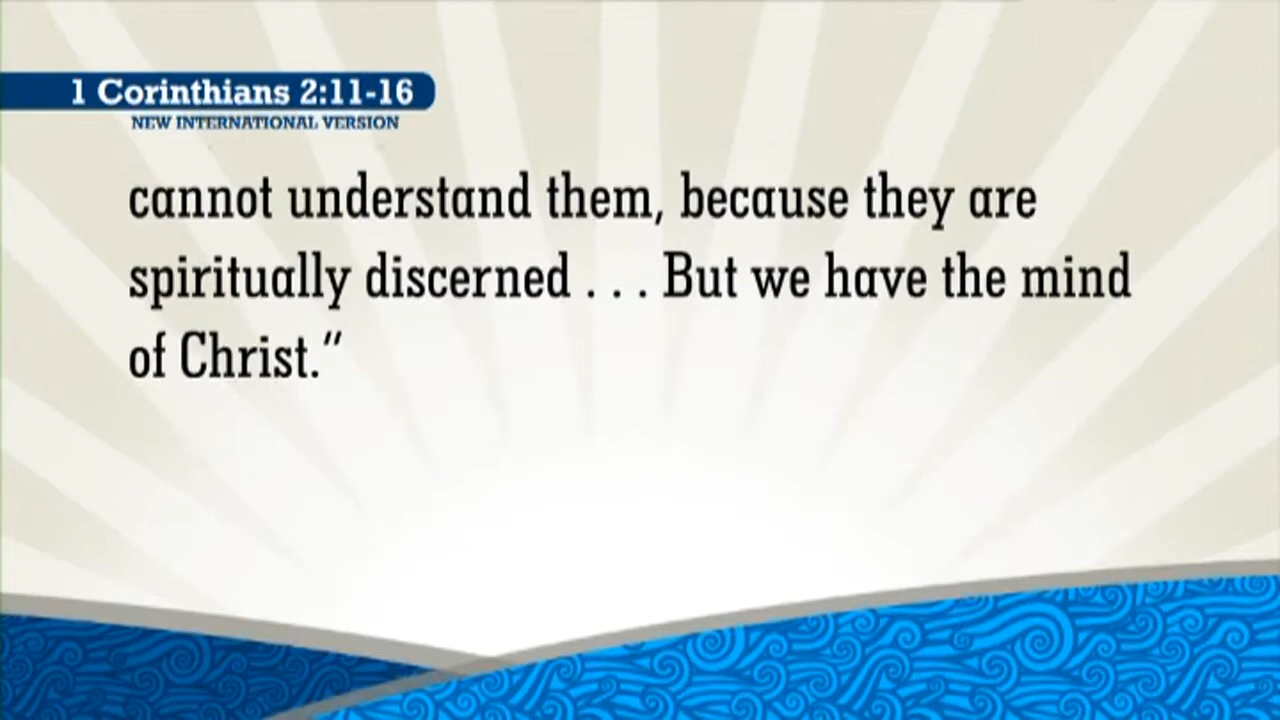 1 Corinthians 2:11-16
NEW INTERNATIONAL VERSION
cannot understand them, because they are
spiritually discerned . . . But we have the mind
of Christ.”